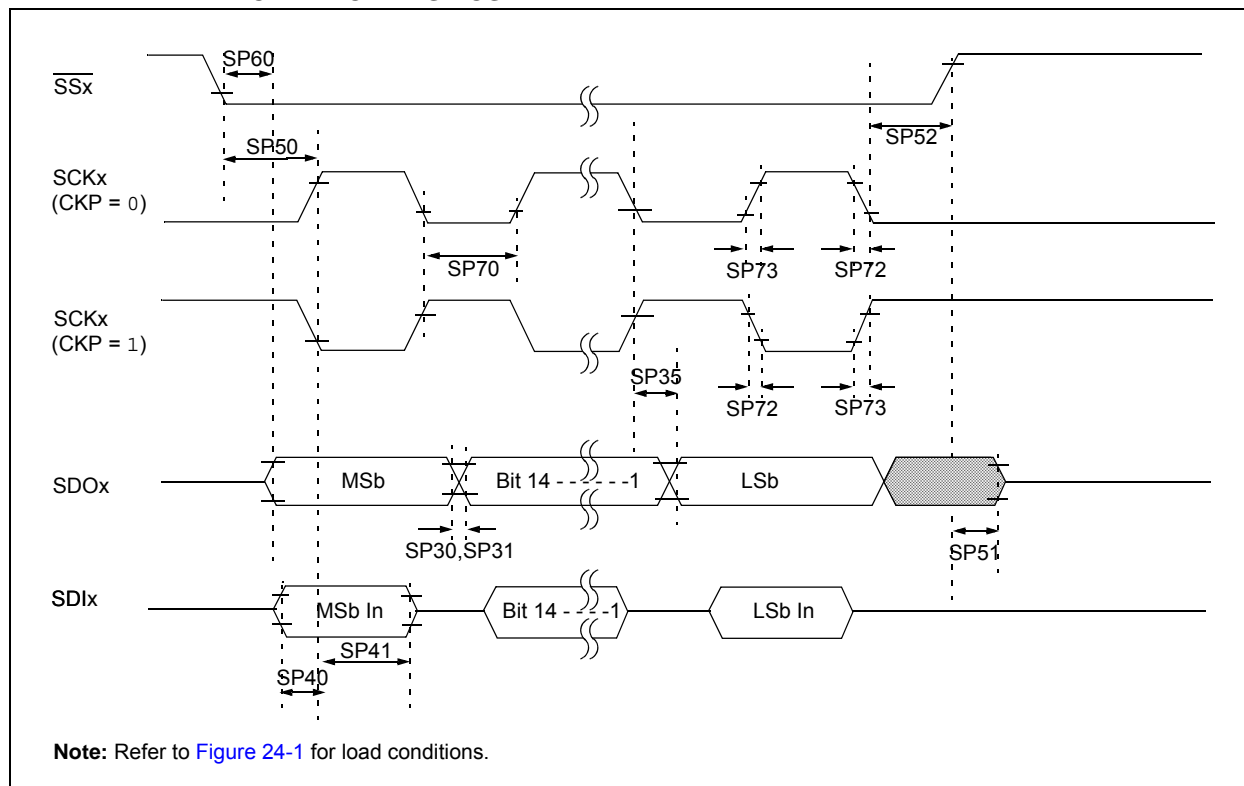 SP60
SSx
SP50
SP52
SCKx
(CKP = 0)
SP70
SP73
SP72
SCKx
(CKP = 1)
SP35
SP72
SP73
SDOx
MSb
Bit 14 - - - - - -1
LSb
SP30,SP31
SP51
SDIx
MSb In
Bit 14 - - - -1
LSb In
SP41
SP40
Note: Refer to Figure 24-1 for load conditions.